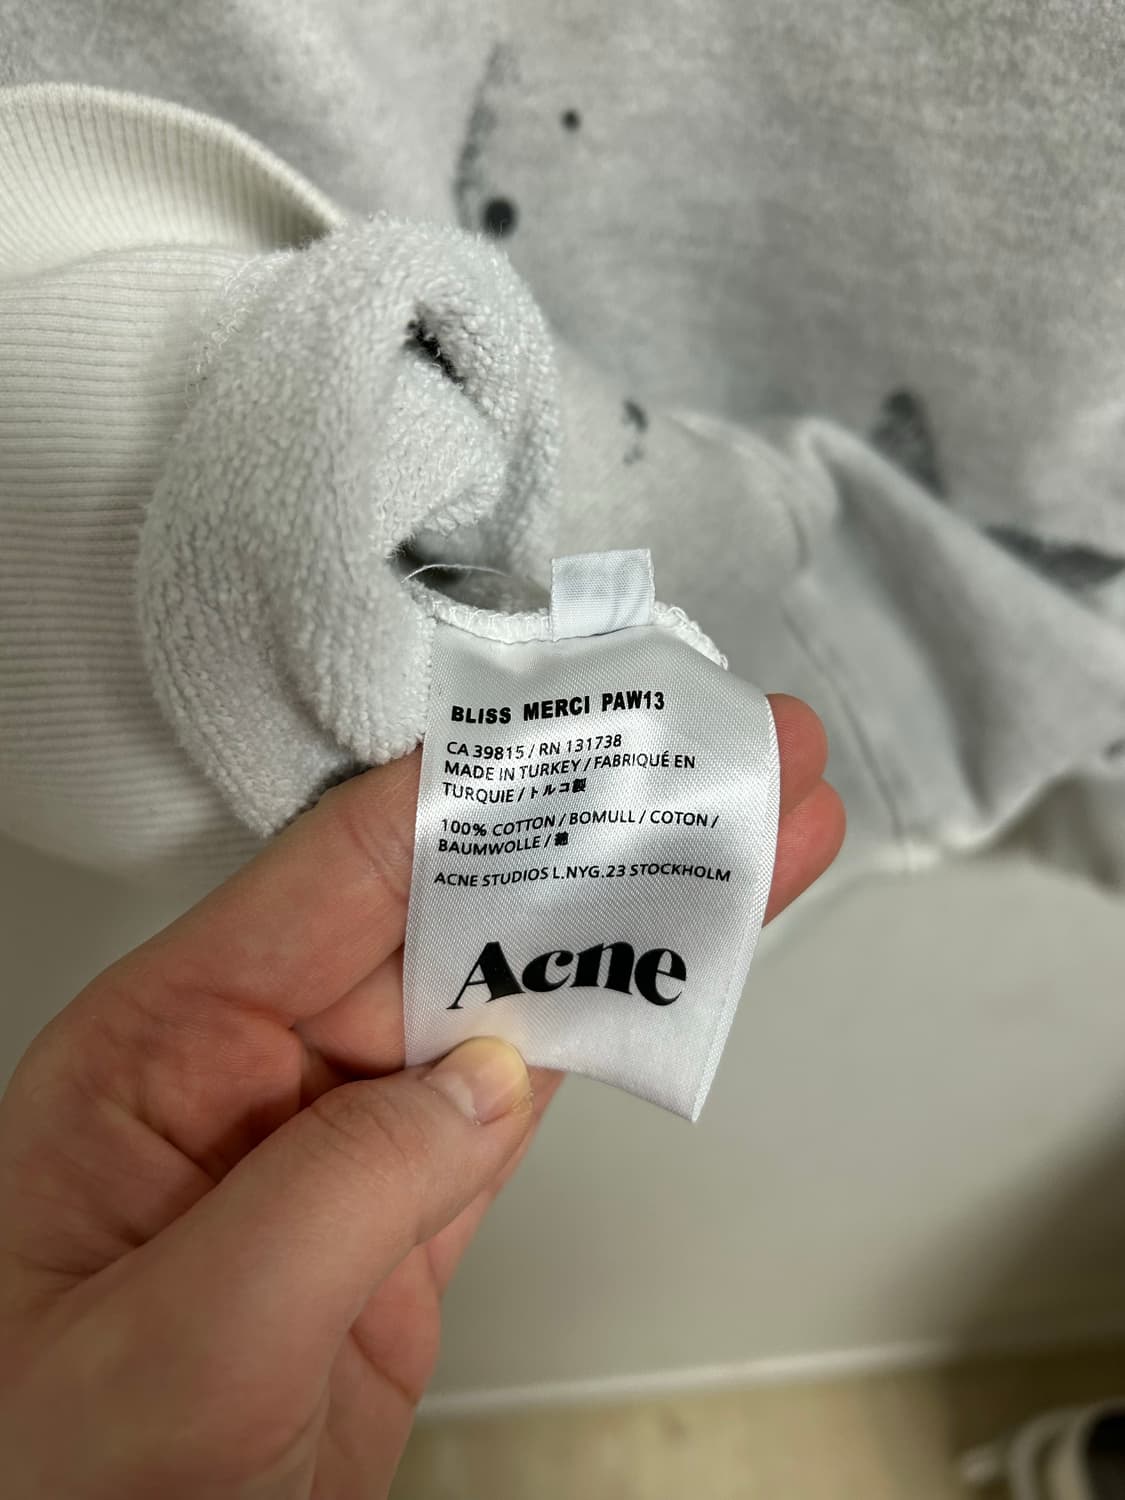 BLISS MERCI PAW13
CA 39815 / RN 131738
MADE IN TURKEY / FABRIQUÉ EN
TURQUIE / トルコ製
100% COTTON / BOMULL / COTON /
BAUMWOLLE / 綿
ACNE STUDIOS L.NYG.23 STOCKHOLM
Acne